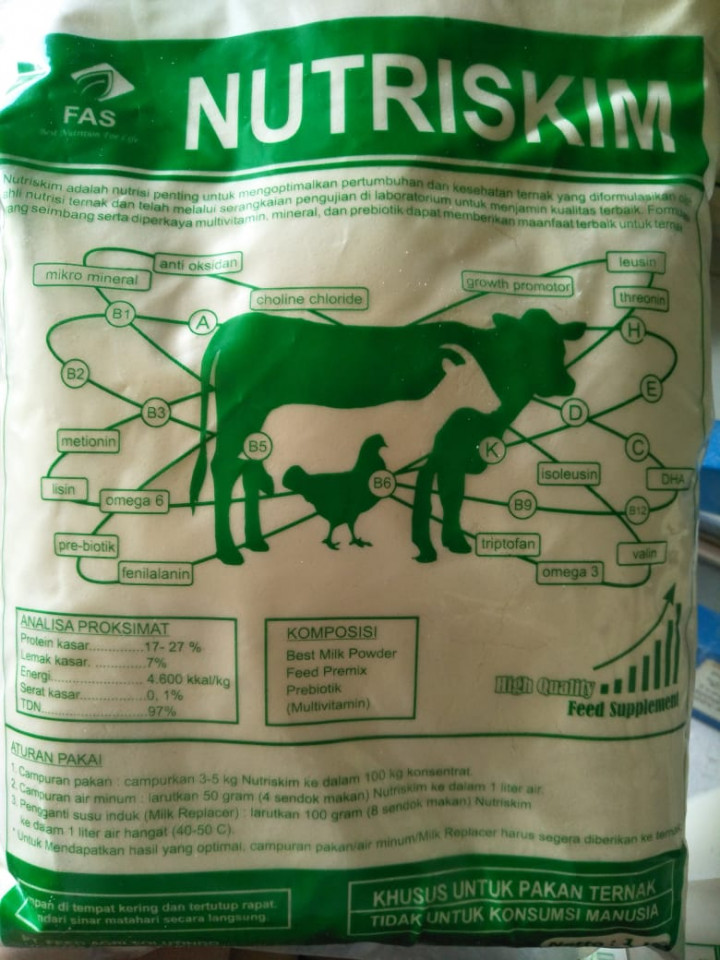 FAS
Best Nutrition For Life
NUTRISKIM
Nutriskim adalah nutrisi penting untuk mengoptimalkan pertumbuhan dan kesehatan ternak yang diformulasikan
ahli nutrisi ternak dan telah melalui serangkaian pengujian di laboratorium untuk menjamin kualitas terbaik.
yang seimbang serta diperkaya multivitamin, mineral, dan prebiotik dapat memberikan maanfaat terbaik untuk
anti oksidan
mikro mineral
choline chloride
growth promotor
leusin
threonin
B1
A
H
B2
E
B3
D
metionin
B5
K
C
lisin
omega 6
B6
isoleusin
DHA
B9
B12
pre-biotik
triptofan
valin
fenilalanin
omega 3
ANALISA PROKSIMAT
Protein kasar..............17- 27 %
Lemak kasar. ..............7%
Energi......................... 4.600 kkal/kg
Serat kasar..................0, 1%
TDN............................97%
KOMPOSISI
Best Milk Powder
Feed Premix
Prebiotik
(Multivitamin)
High Quality
Feed Supplement
ATURAN PAKAI
1. Campuran pakan : campurkan 3-5 kg Nutriskim ke dalam 100 kg konsentrat.
2. Campuran air minum : larutkan 50 gram (4 sendok makan) Nutriskim ke dalam 1 liter air.
3. Pengganti susu induk (Milk Replacer) : larutkan 100 gram (8 sendok makan) Nutriskim
ke dalam 1 liter air hangat (40-50 C).
* Untuk Mendapatkan hasil yang optimal, campuran pakan/air minum/Milk Replacer harus segera diberikan ke ternak.
di tempat kering dan tertutup rapat.
sinar matahari secara langsung.
KHUSUS UNTUK PAKAN TERNAK
TIDAK UNTUK KONSUMSI MANUSIA
Netto :